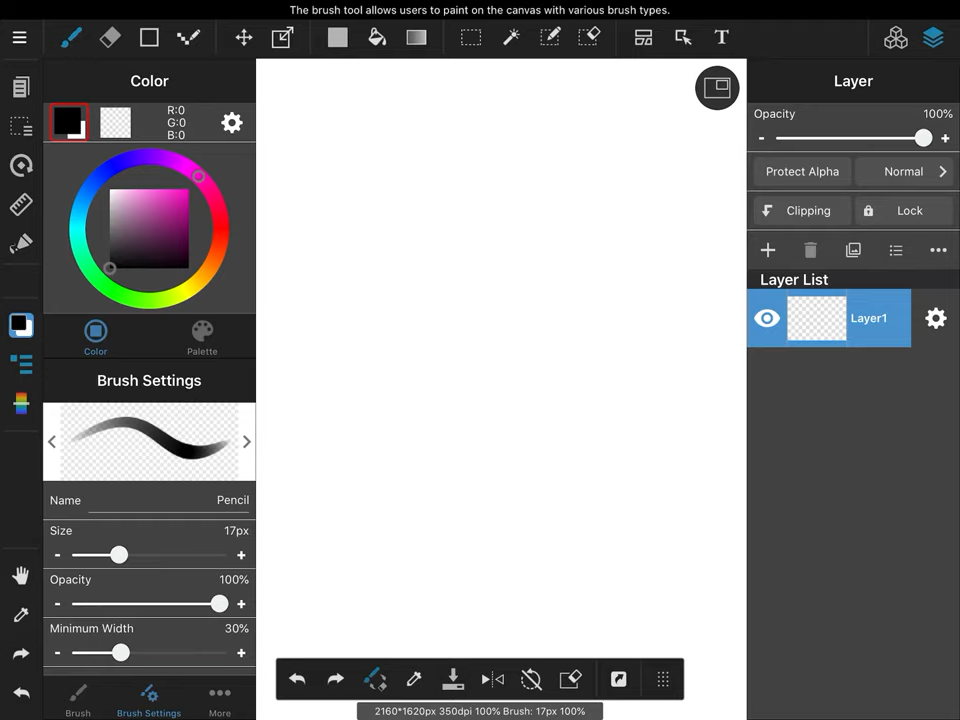 The brush tool allows users to paint on the canvas with various brush types.
T
Color
Layer
R:0
G:0
B:0
Opacity 100%
- +
Protect Alpha Normal
Clipping Lock
Layer List
Layer1
Color Palette
Brush Settings
Name Pencil
Size 17px
- +
Opacity 100%
- +
Minimum Width 30%
- +
Brush Brush Settings More
2160*1620px 350dpi 100% Brush: 17px 100%